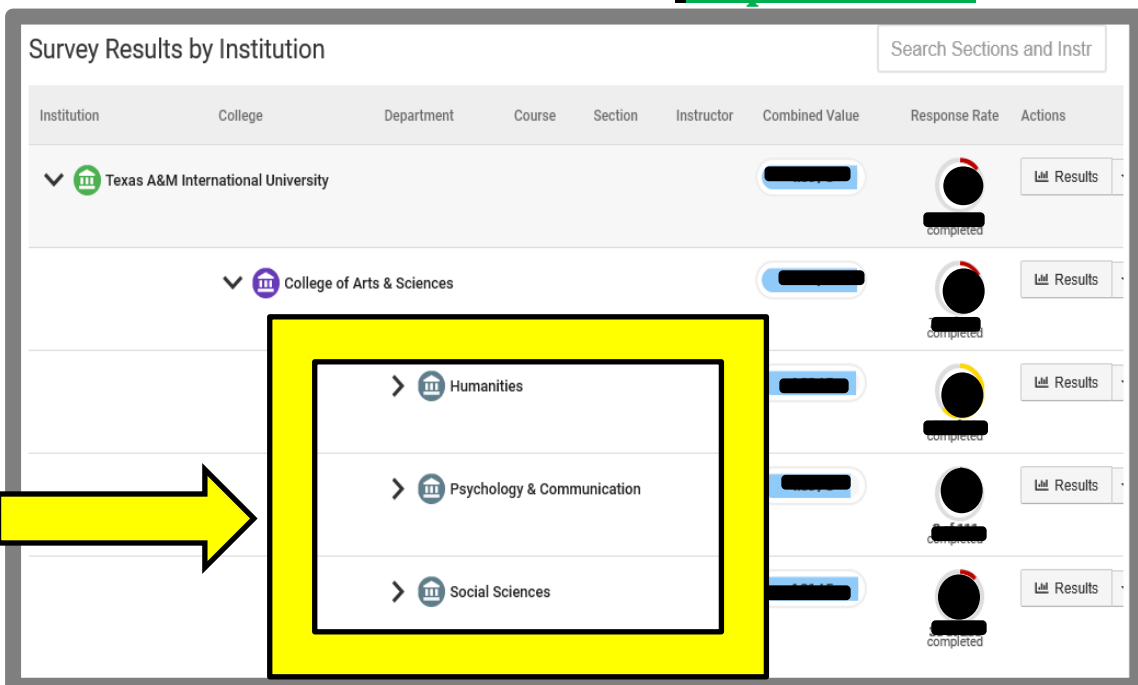 Survey Results by Institution
Search Sections and Instr
Institution College Department Course Section Instructor Combined Value Response Rate Actions
Texas A&M International University
Results
completed
College of Arts & Sciences
Results
completed
Humanities
Results
completed
Psychology & Communication
Results
completed
Social Sciences
Results
completed